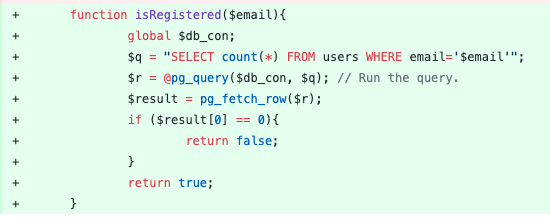 + function isRegistered($email){
+ global $db_con;
+ $q = "SELECT count(*) FROM users WHERE email='$email'";
+ $r = @pg_query($db_con, $q); // Run the query.
+ $result = pg_fetch_row($r);
+ if ($result[0] == 0){
+ return false;
+ }
+ return true;
+ }